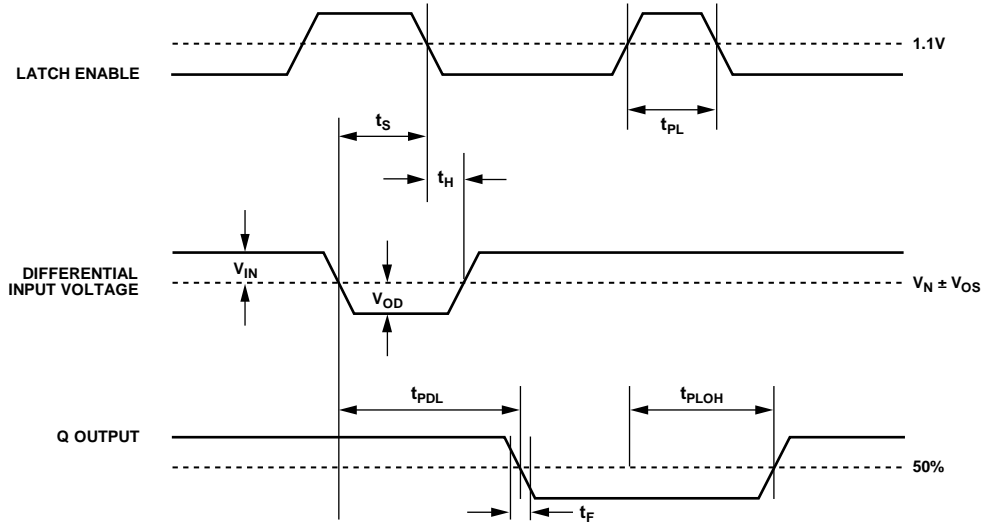 1.1V
LATCH ENABLE
tS
tPL
tH
VIN
DIFFERENTIAL
INPUT VOLTAGE
VOD
VN ± VOS
tPDL
tPLOH
Q OUTPUT
50%
tF